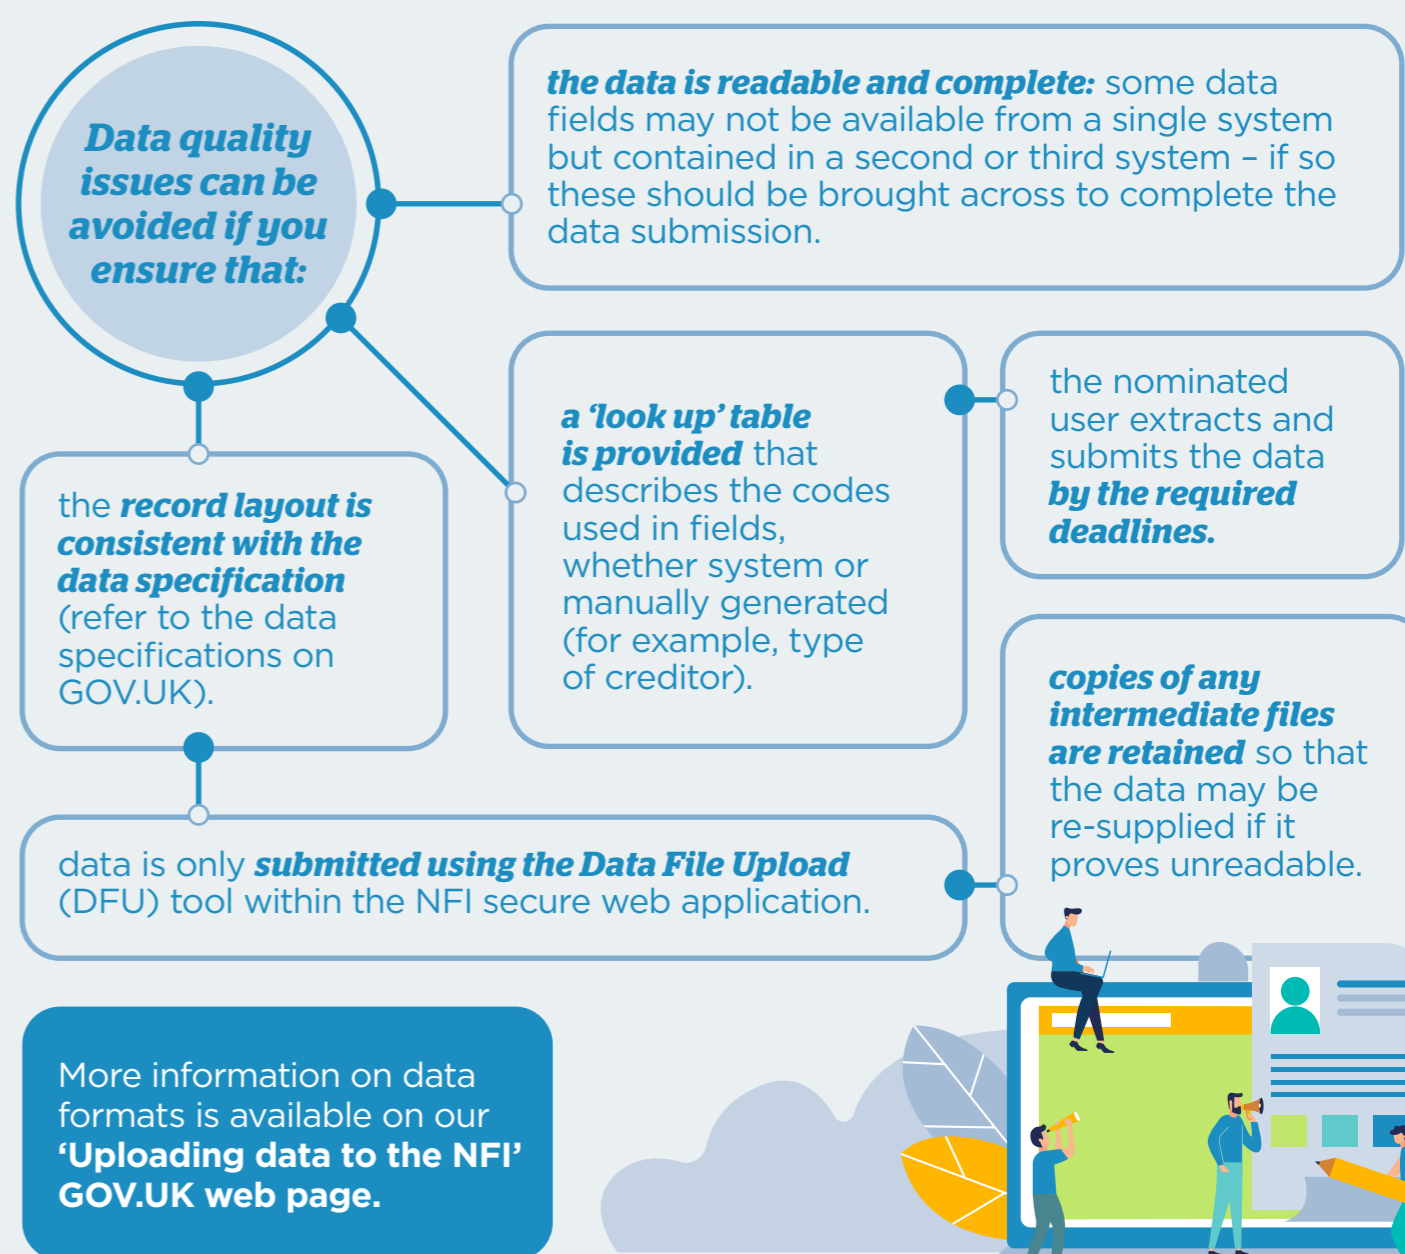 Data quality
issues can be
avoided if you
ensure that:
the data is readable and complete: some data
fields may not be available from a single system
but contained in a second or third system – if so
these should be brought across to complete the
data submission.
a ‘look up’ table
is provided that
describes the codes
used in fields,
whether system or
manually generated
(for example, type
of creditor).
the nominated
user extracts and
submits the data
by the required
deadlines.
the record layout is
consistent with the
data specification
(refer to the data
specifications on
GOV.UK).
data is only submitted using the Data File Upload
(DFU) tool within the NFI secure web application.
copies of any
intermediate files
are retained so that
the data may be
re-supplied if it
proves unreadable.
More information on data
formats is available on our
‘Uploading data to the NFI’
GOV.UK web page.